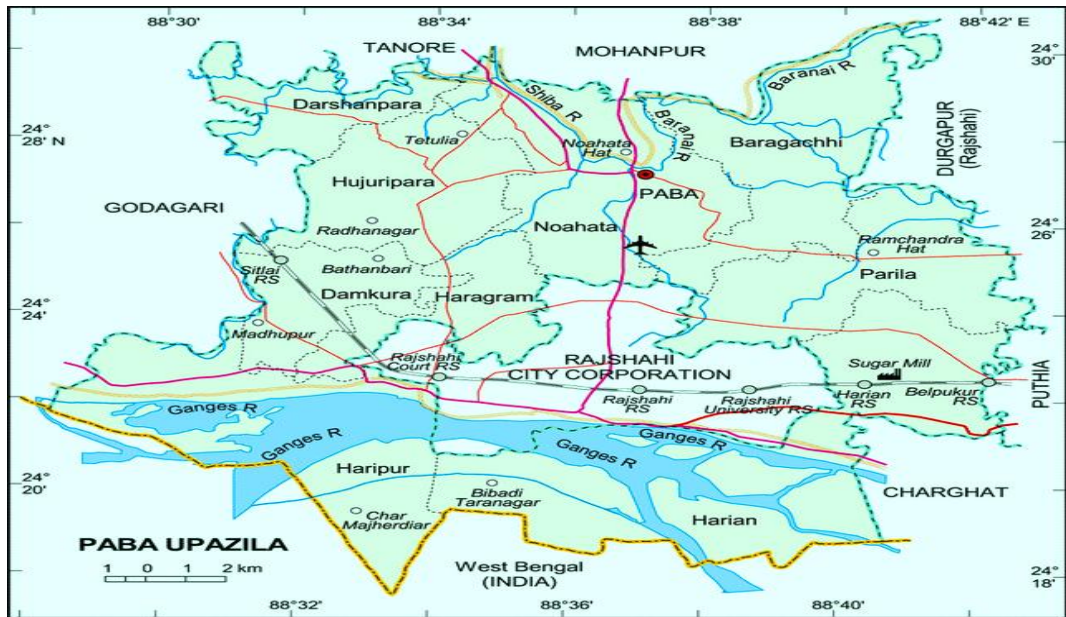 88°30'
88°34'
88°38'
88°42' E
TANORE
MOHANPUR
24°
30'
Baranai R
Shiba R
Darshanpara
24°
28' N
Tetulia
Noahata
Hat
Baranai R
Baragachhi
DURGAPUR
(Rajshahi)
Hujuripara
PABA
GODAGARI
Radhanagar
Noahata
24°
26'
Ramchandra
Hat
Sitlai
RS
Bathanbari
Parila
Damkura
Haragram
24°
24'
Madhupur
Rajshahi
Court RS
RAJSHAHI
CITY CORPORATION
Sugar Mill
Rajshahi
RS
Rajshahi
University RS
Harian
RS
Belpukur
RS
PUTHIA
Ganges R
Ganges R
Ganges R
Ganges R
24°
20'
Haripur
Bibadi
Taranagar
CHARGHAT
Char
Majherdiar
Harian
PABA UPAZILA
1 0 1 2 km
West Bengal
(INDIA)
24°
18'
88°32'
88°36'
88°40'